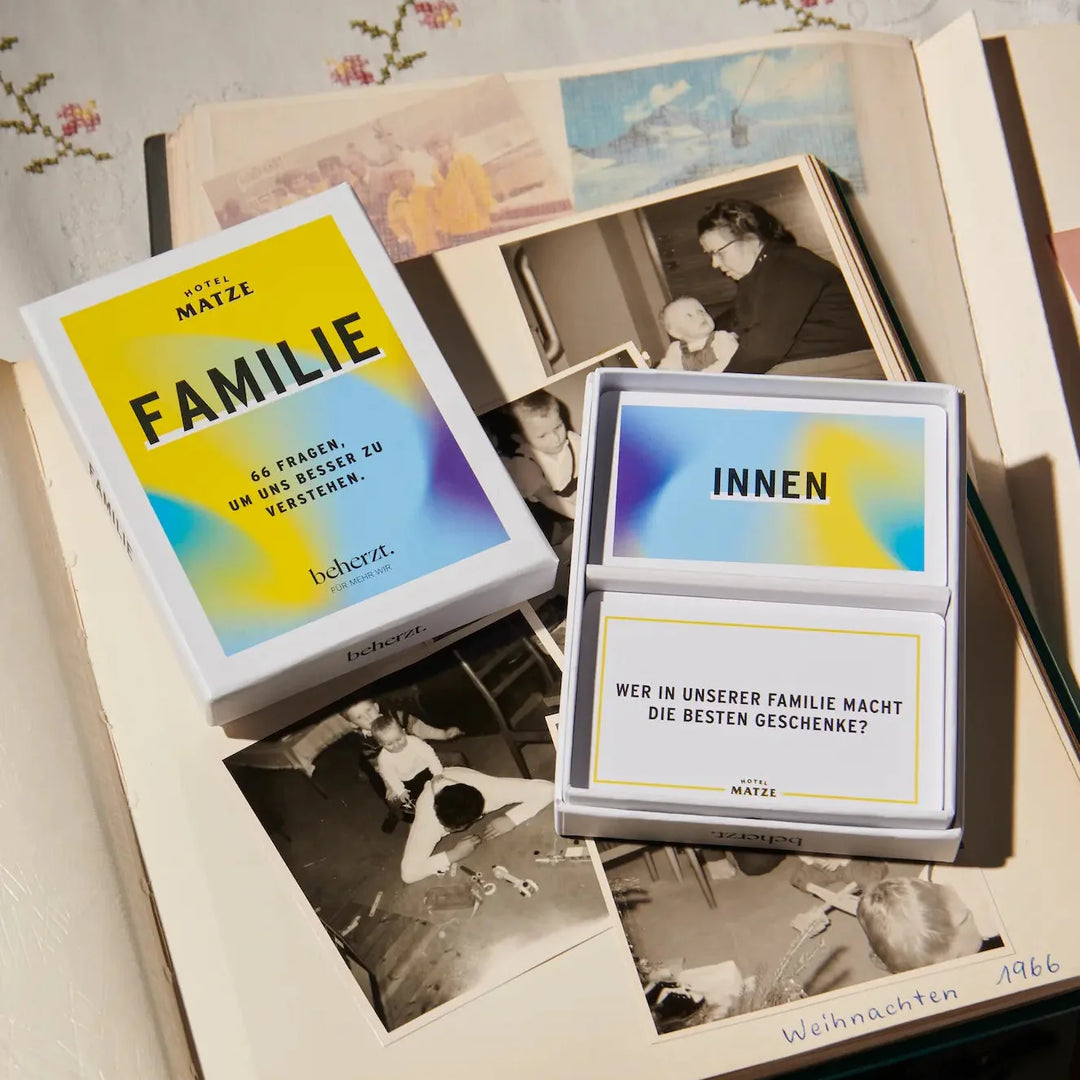 HOTEL
MATZE
FAMILIE
66 FRAGEN,
UM UNS BESSER ZU
VERSTEHEN.
beherzt.
FÜR MEHR WIR
FAMILIE
beherzt.
INNEN
WER IN UNSERER FAMILIE MACHT
DIE BESTEN GESCHENKE?
HOTEL
MATZE
beherzt.
Weihnachten 1966